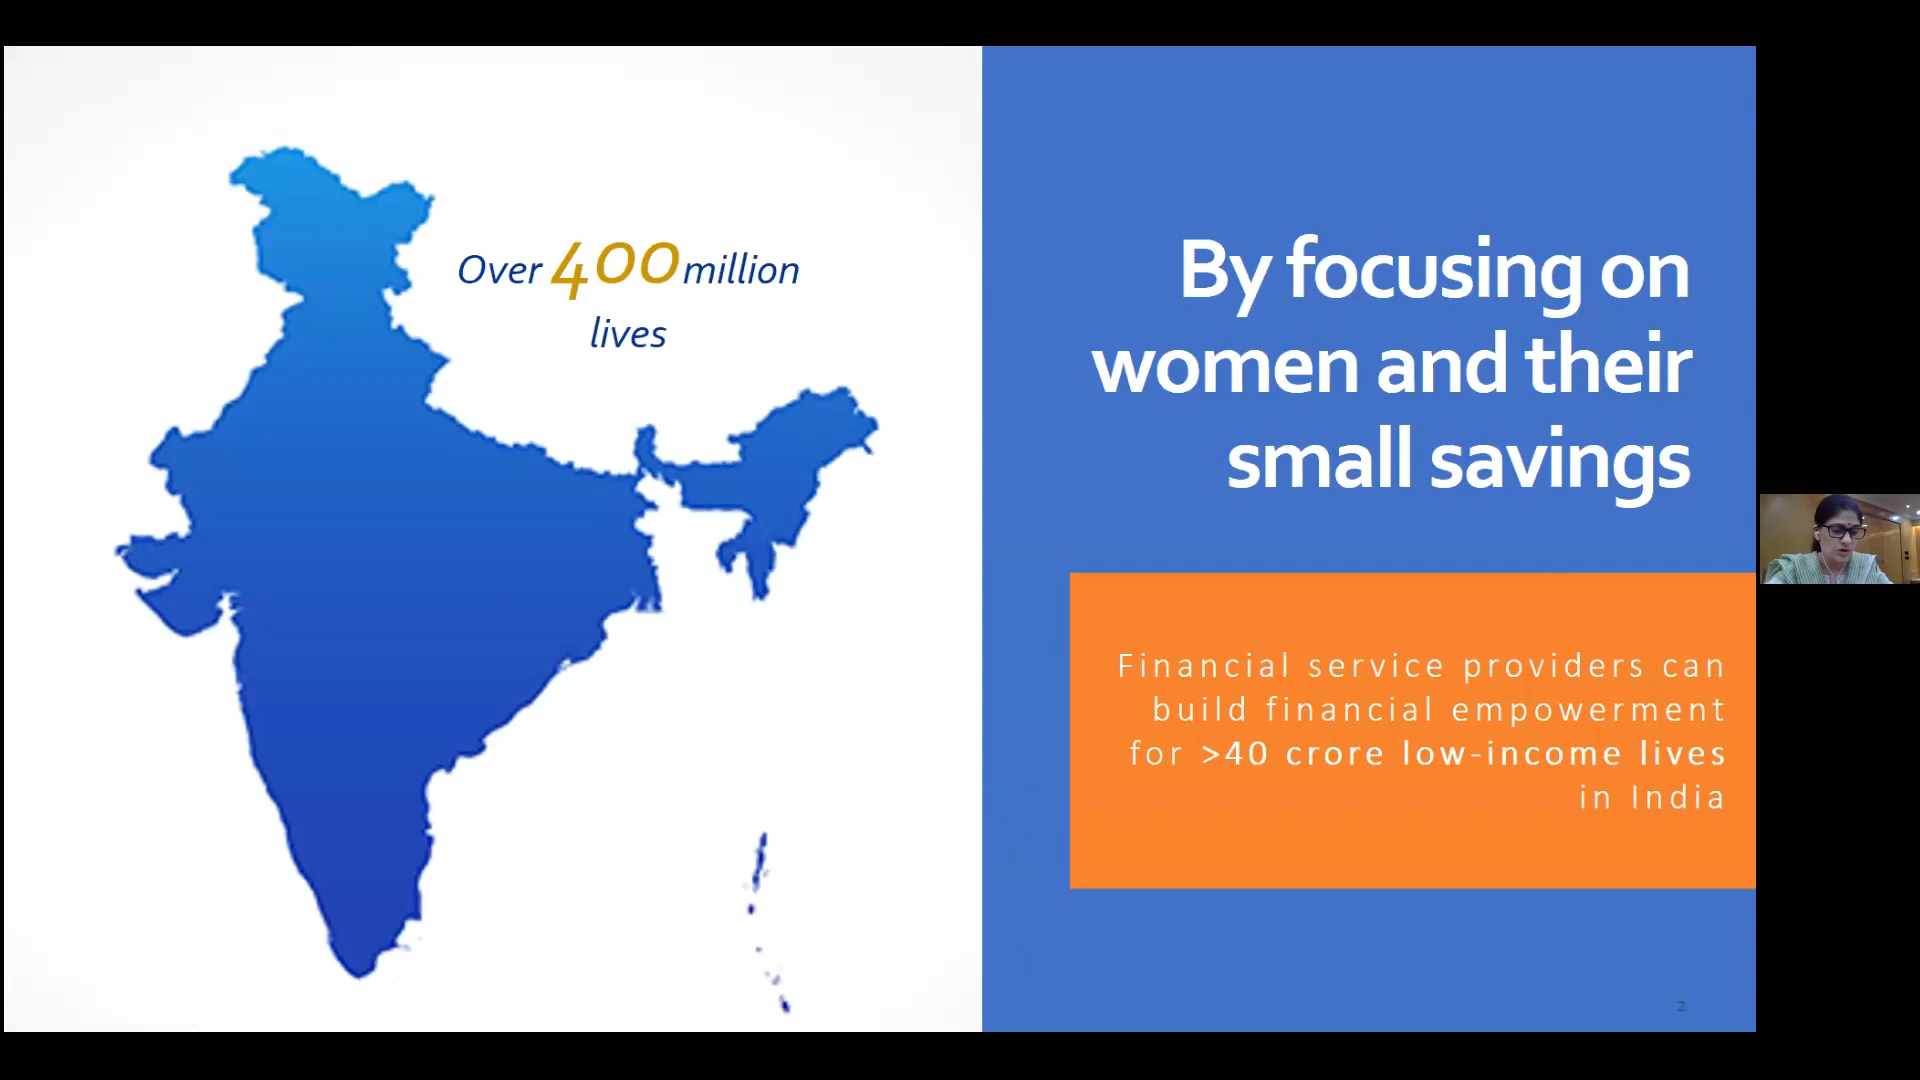 Over 400 million
lives
By focusing on
women and their
small savings
Financial service providers can
build financial empowerment
for >40 crore low-income lives
in India
2